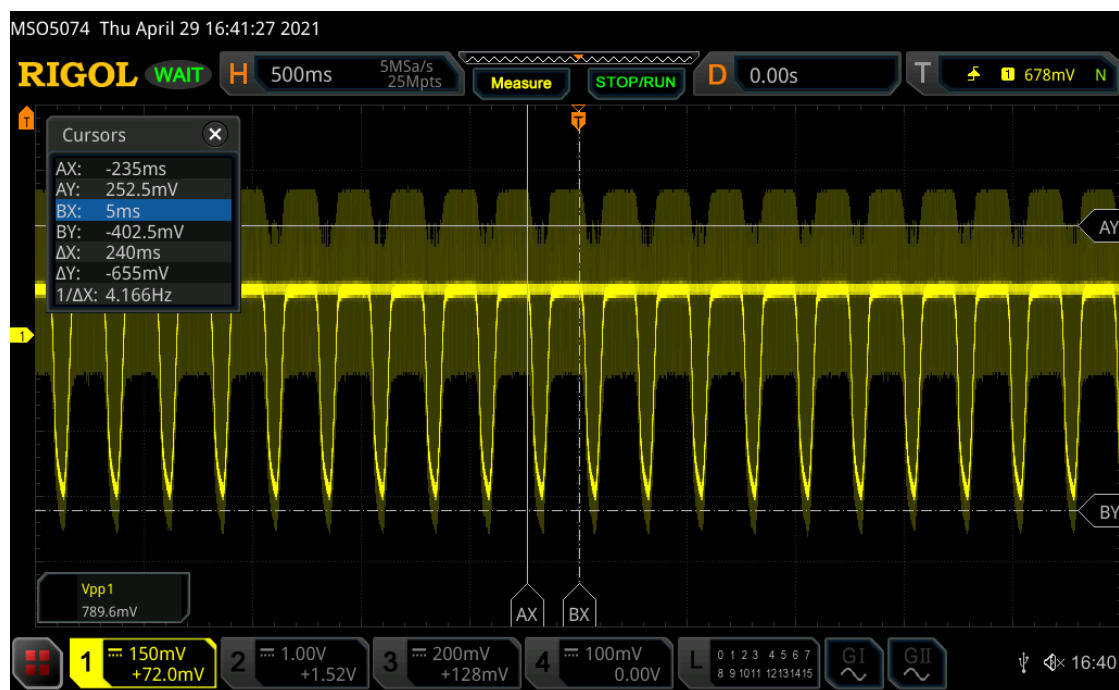 MSO5074 Thu April 29 16:41:27 2021
RIGOL WAIT H 500ms 5MSa/s 25Mpts Measure STOP/RUN D 0.00s T 1 678mV N
T
T
Cursors
AX: -235ms
AY: 252.5mV
BX: 5ms
BY: -402.5mV
ΔX: 240ms
ΔY: -655mV
1/ΔX: 4.166Hz
AY
1
BY
Vpp1
789.6mV
AX BX
1 150mV +72.0mV
2 1.00V +1.52V
3 200mV +128mV
4 100mV 0.00V
L 0 1 2 3 4 5 6 7
8 9 10 11 12 13 14 15
GI GII
16:40